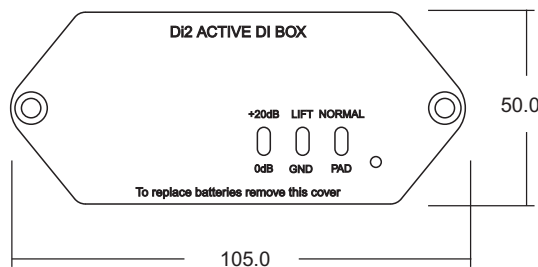 Di2 ACTIVE DI BOX
50.0
+20dB LIFT NORMAL
0dB GND PAD
To replace batteries remove this cover
105.0